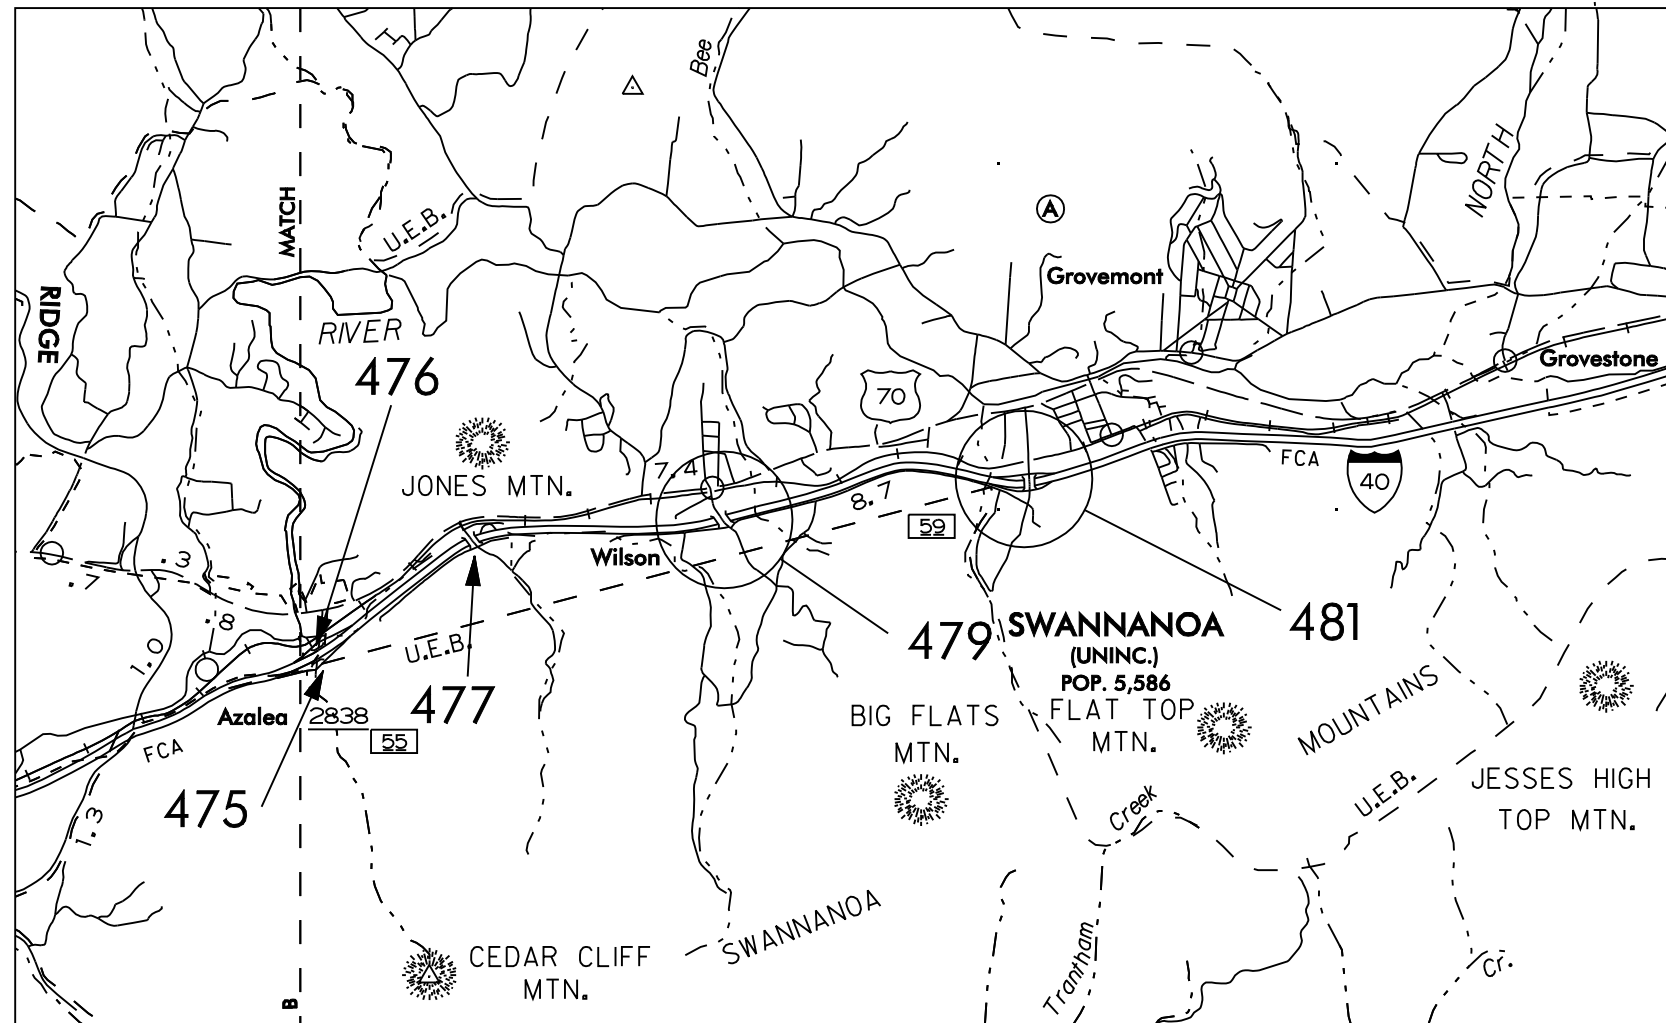 Bee
NORTH
MATCH
U.E.B.
A
Grovemont
RIDGE
RIVER
Grovestone
476
70
JONES MTN.
7.4
FCA
40
8.7
59
Wilson
.3
.7
.8
1.0
479
SWANNANOA
(UNINC.)
POP. 5,586
481
U.E.B.
477
Azalea
2838
55
FCA
BIG FLATS
MTN.
FLAT TOP
MTN.
MOUNTAINS
475
1.3
Creek
U.E.B.
JESSES HIGH
TOP MTN.
SWANNANOA
CEDAR CLIFF
MTN.
Trantham
Cr.
B